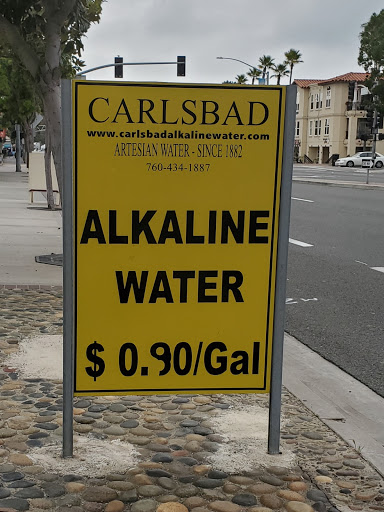 CARLSBAD
www.carlsbadalkalinewater.com
ARTESIAN WATER - SINCE 1882
760-434-1887
ALKALINE
WATER
$ 0.90/Gal